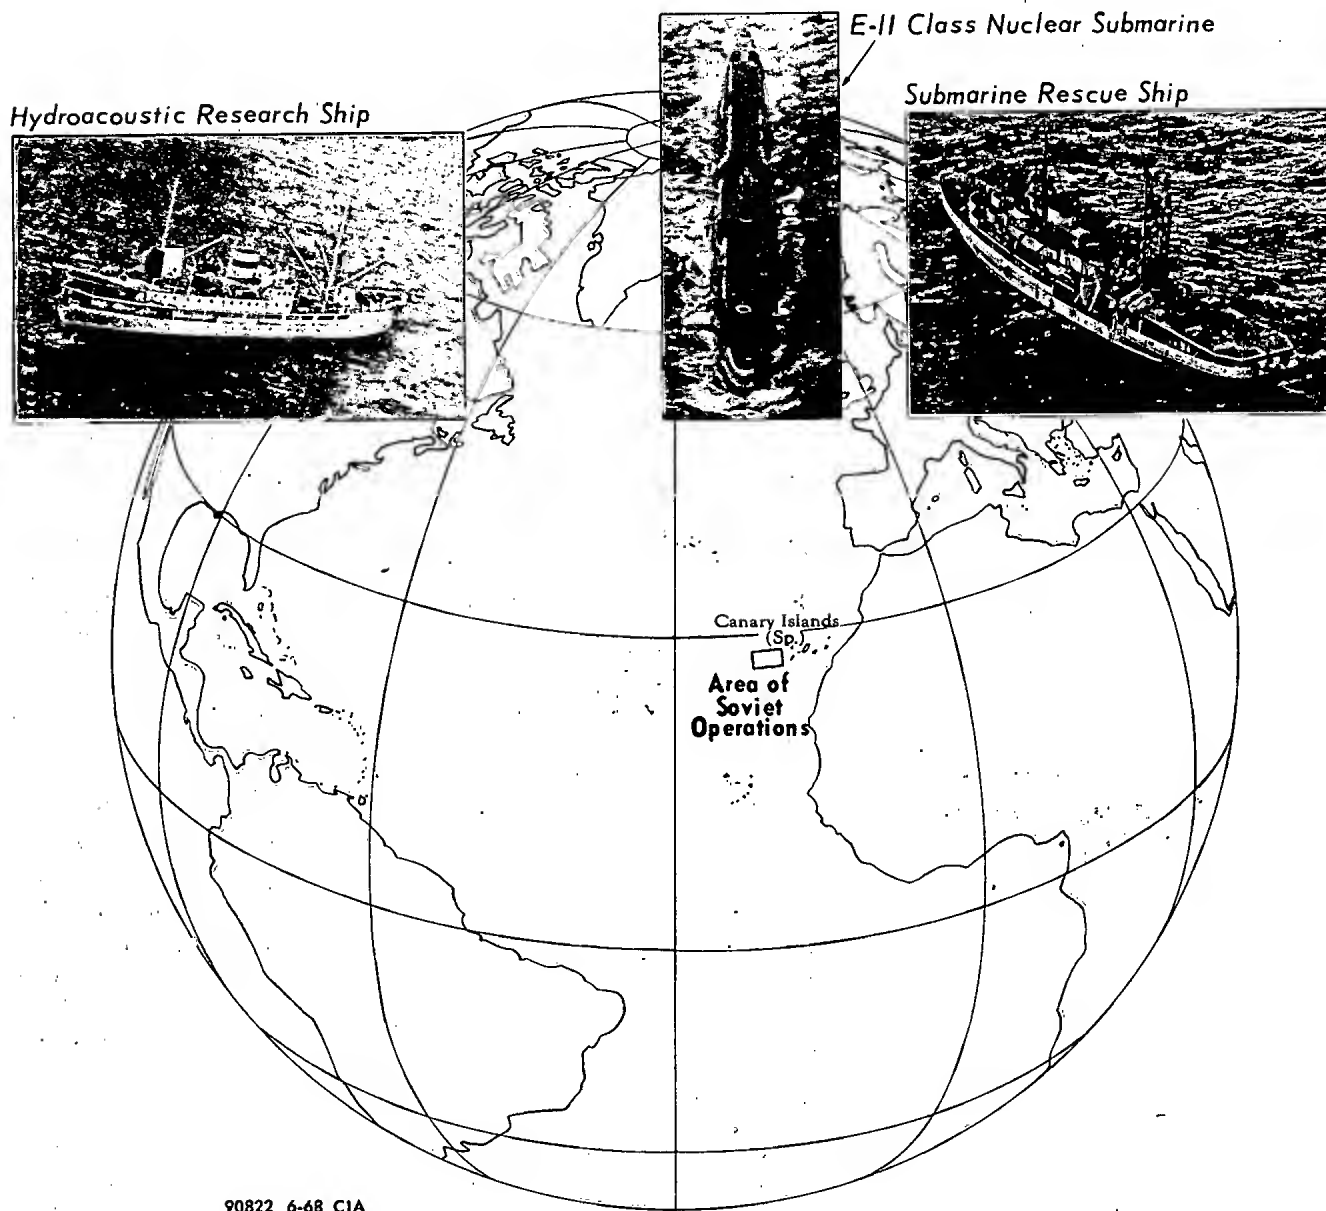 E-II Class Nuclear Submarine
Submarine Rescue Ship
Hydroacoustic Research Ship
Canary Islands
(Sp.)
Area of
Soviet
Operations
90822 6-68 CIA